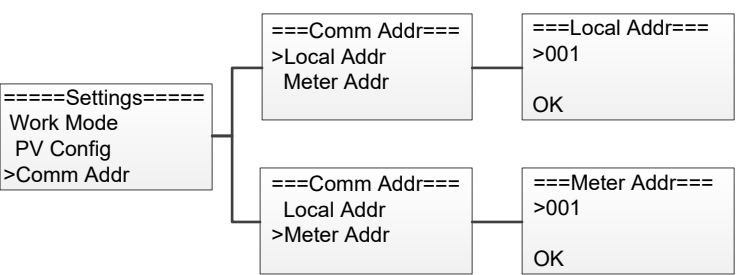 =====Settings=====
Work Mode
PV Config
>Comm Addr
===Comm Addr===
>Local Addr
Meter Addr
===Local Addr===
>001
OK
===Comm Addr===
Local Addr
>Meter Addr
===Meter Addr===
>001
OK